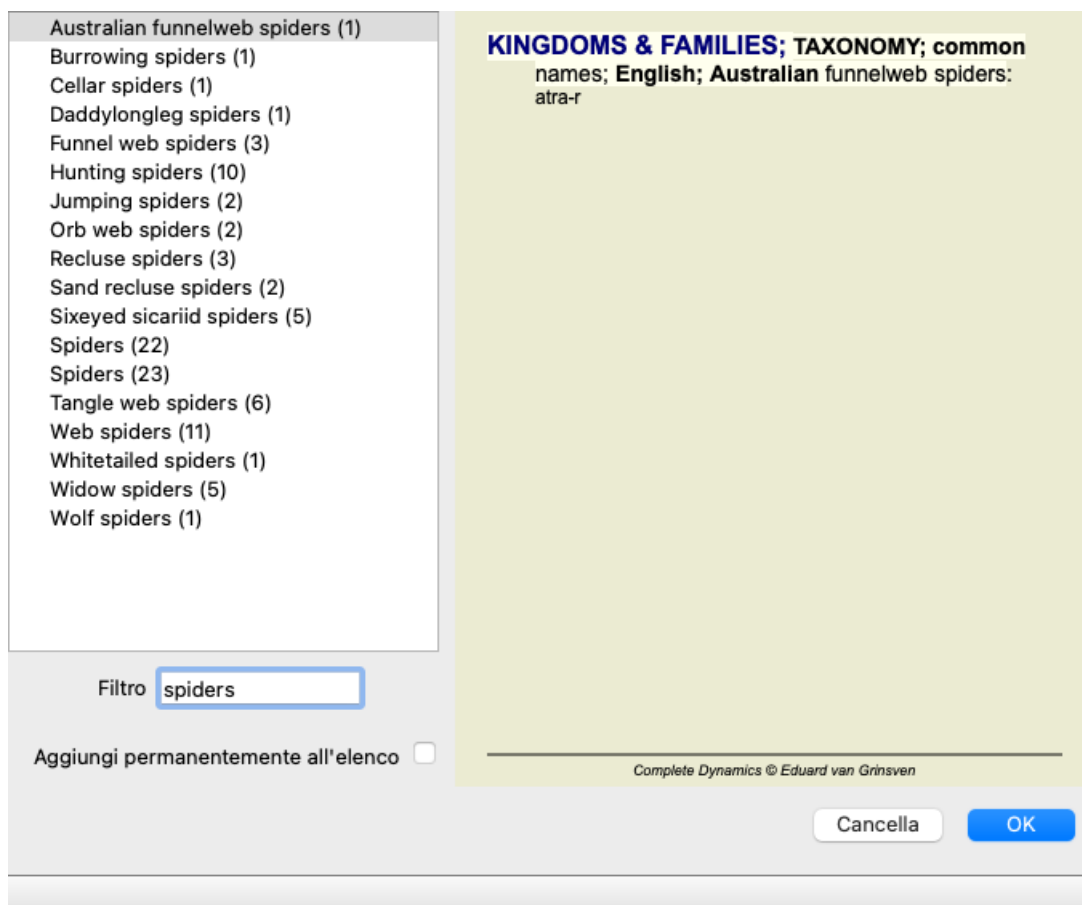 Australian funnelweb spiders (1)
Burrowing spiders (1)
Cellar spiders (1)
Daddylongleg spiders (1)
Funnel web spiders (3)
Hunting spiders (10)
Jumping spiders (2)
Orb web spiders (2)
Recluse spiders (3)
Sand recluse spiders (2)
Sixeyed sicariid spiders (5)
Spiders (22)
Spiders (23)
Tangle web spiders (6)
Web spiders (11)
Whitetailed spiders (1)
Widow spiders (5)
Wolf spiders (1)
Filtro spiders
Aggiungi permanentemente all'elenco
KINGDOMS & FAMILIES; TAXONOMY; common
names; English; Australian funnelweb spiders:
atra-r
Complete Dynamics © Eduard van Grinsven
Cancella
OK